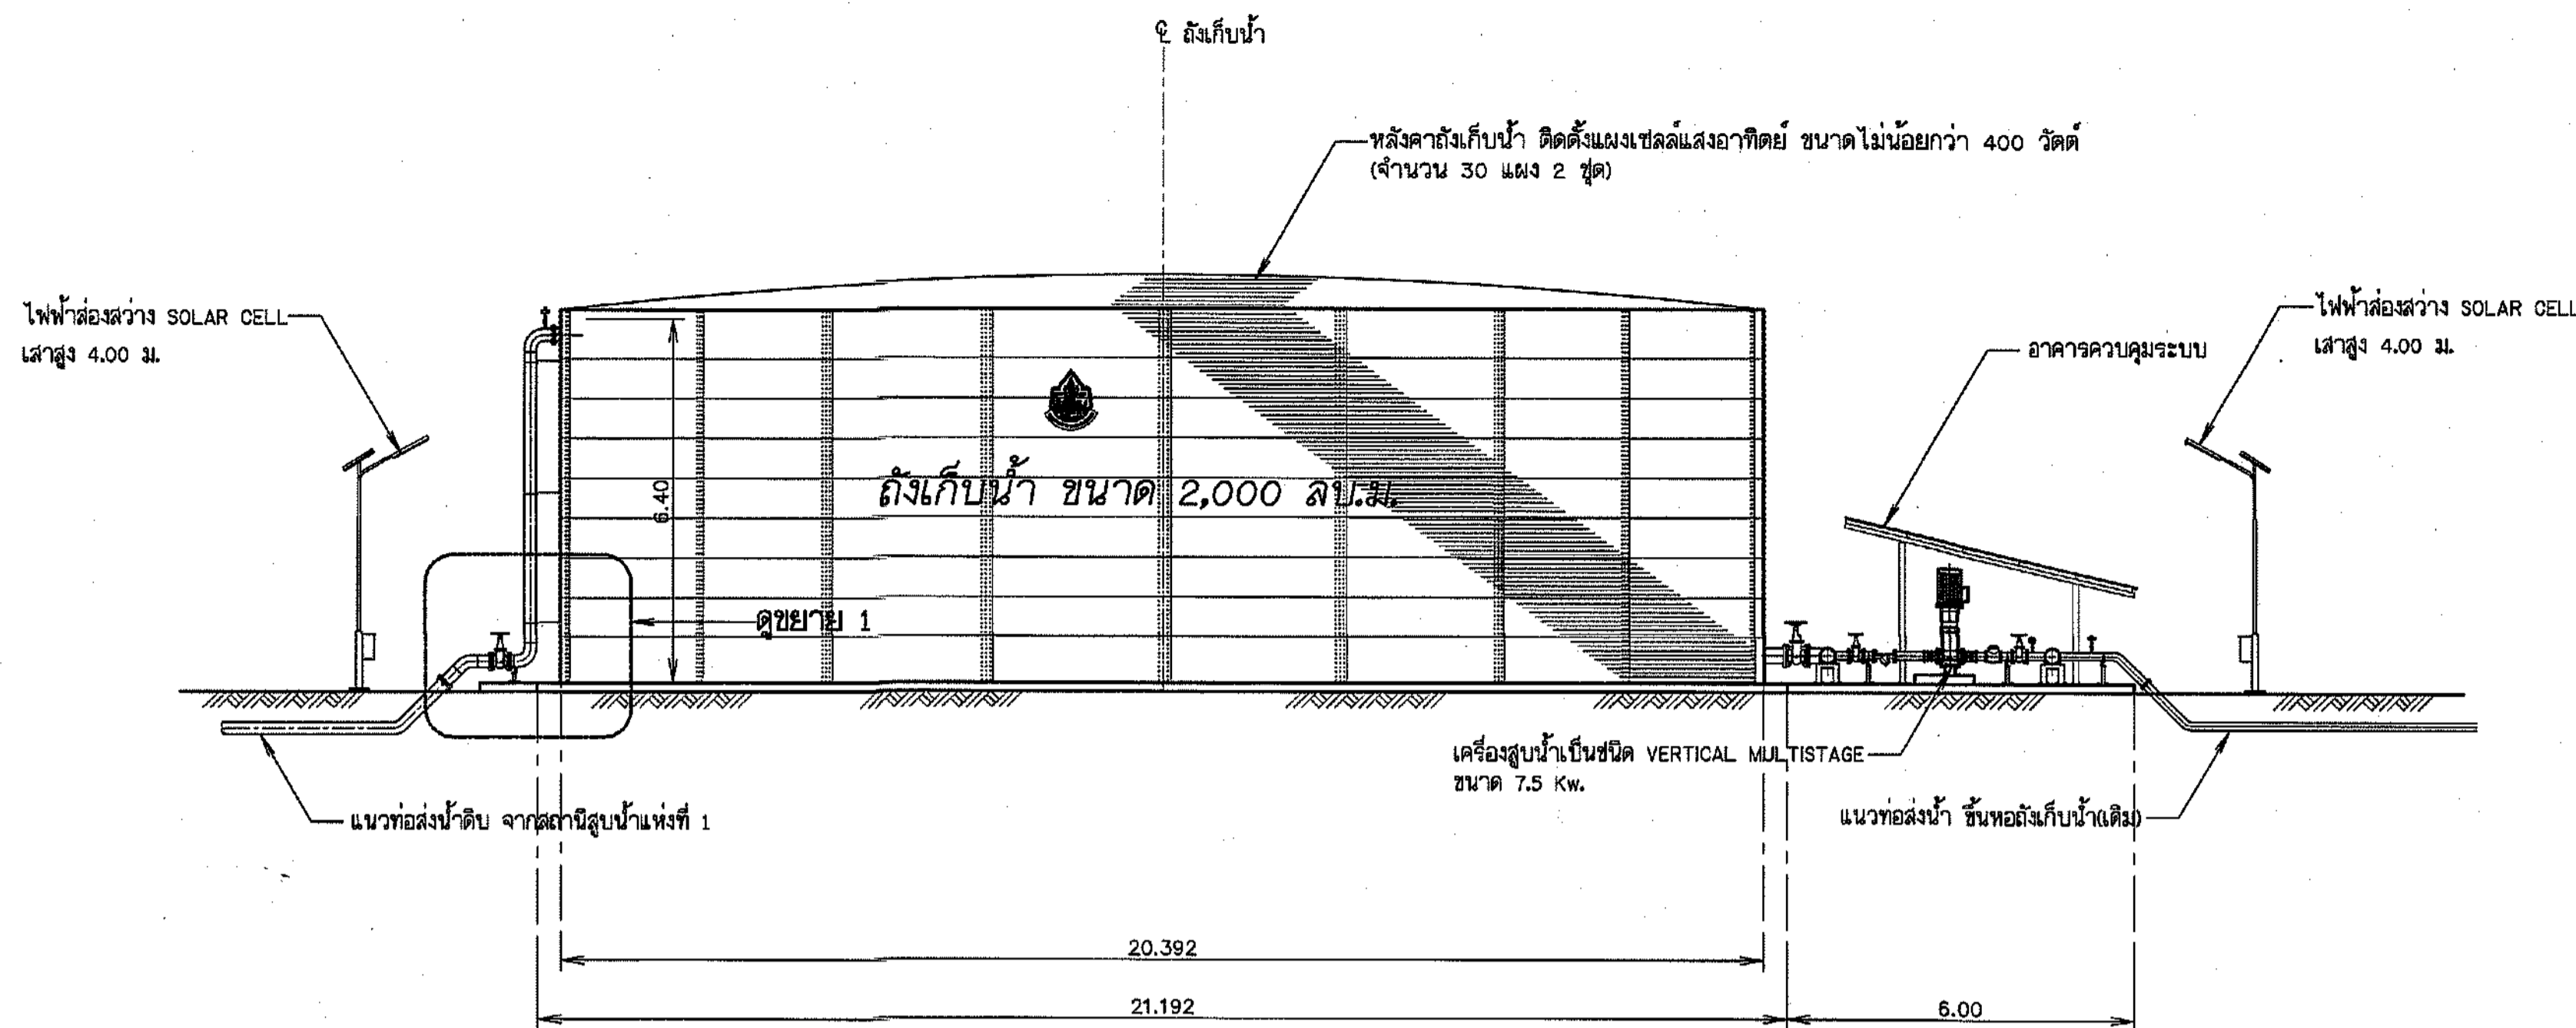 ℄ ถังเก็บน้ำ
หลังคาถังเก็บน้ำ ติดตั้งแผงเซลล์แสงอาทิตย์ ขนาดไม่น้อยกว่า 400 วัตต์
(จำนวน 30 แผง 2 ชุด)
ไฟฟ้าส่องสว่าง SOLAR CELL
เสาสูง 4.00 ม.
ไฟฟ้าส่องสว่าง SOLAR CELL
เสาสูง 4.00 ม.
อาคารควบคุมระบบ
6.40
ถังเก็บน้ำ ขนาด 2,000 ลบ.ม.
ดูขยาย 1
เครื่องสูบน้ำเป็นชนิด VERTICAL MULTISTAGE
ขนาด 7.5 Kw.
แนวท่อส่งน้ำดิบ จากสถานีสูบน้ำแห่งที่ 1
แนวท่อส่งน้ำ ขึ้นหอถังเก็บน้ำ(เดิม)
20.392
21.192
6.00